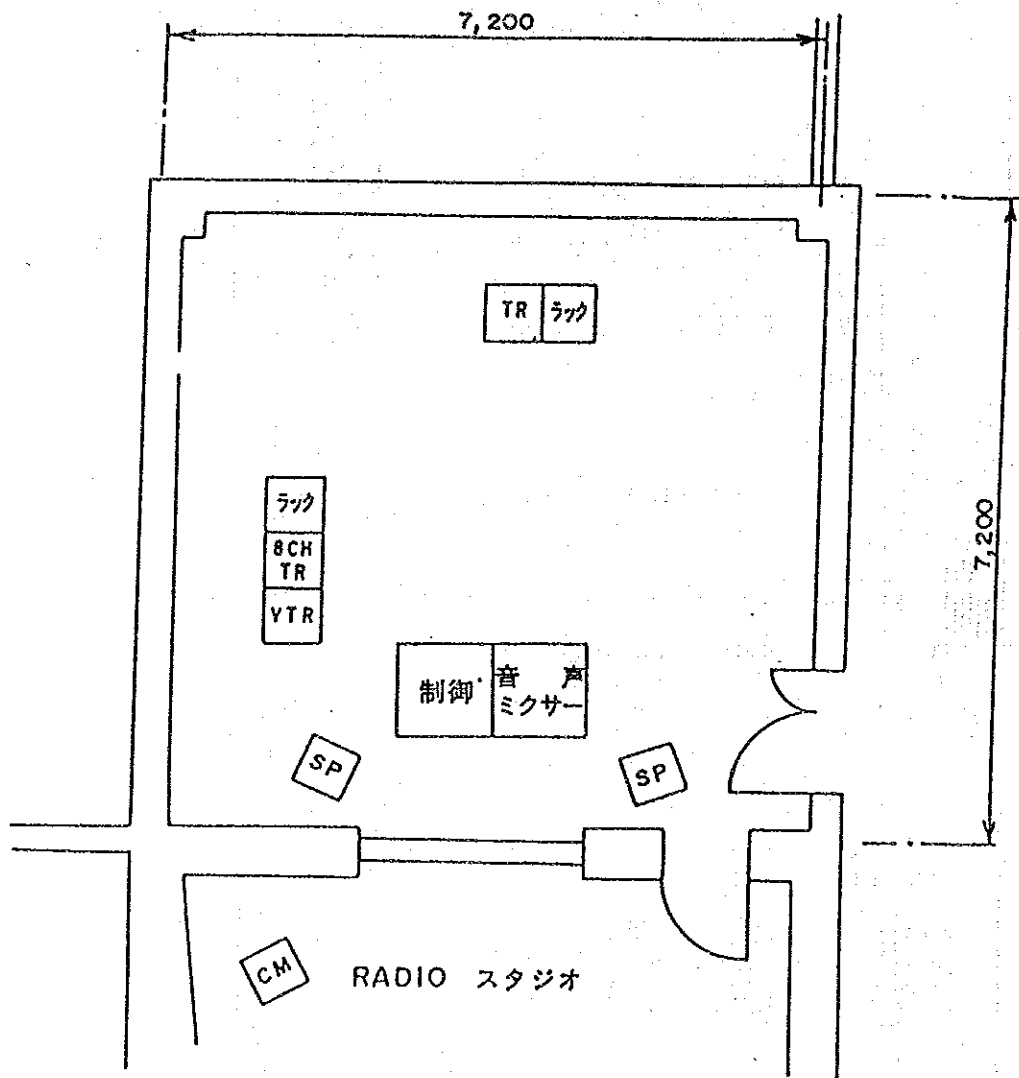 7,200
TR ラック
7,200
ラック
8CH
TR
VTR
制御 音声
ミクサー
SP
SP
CM
RADIO スタジオ